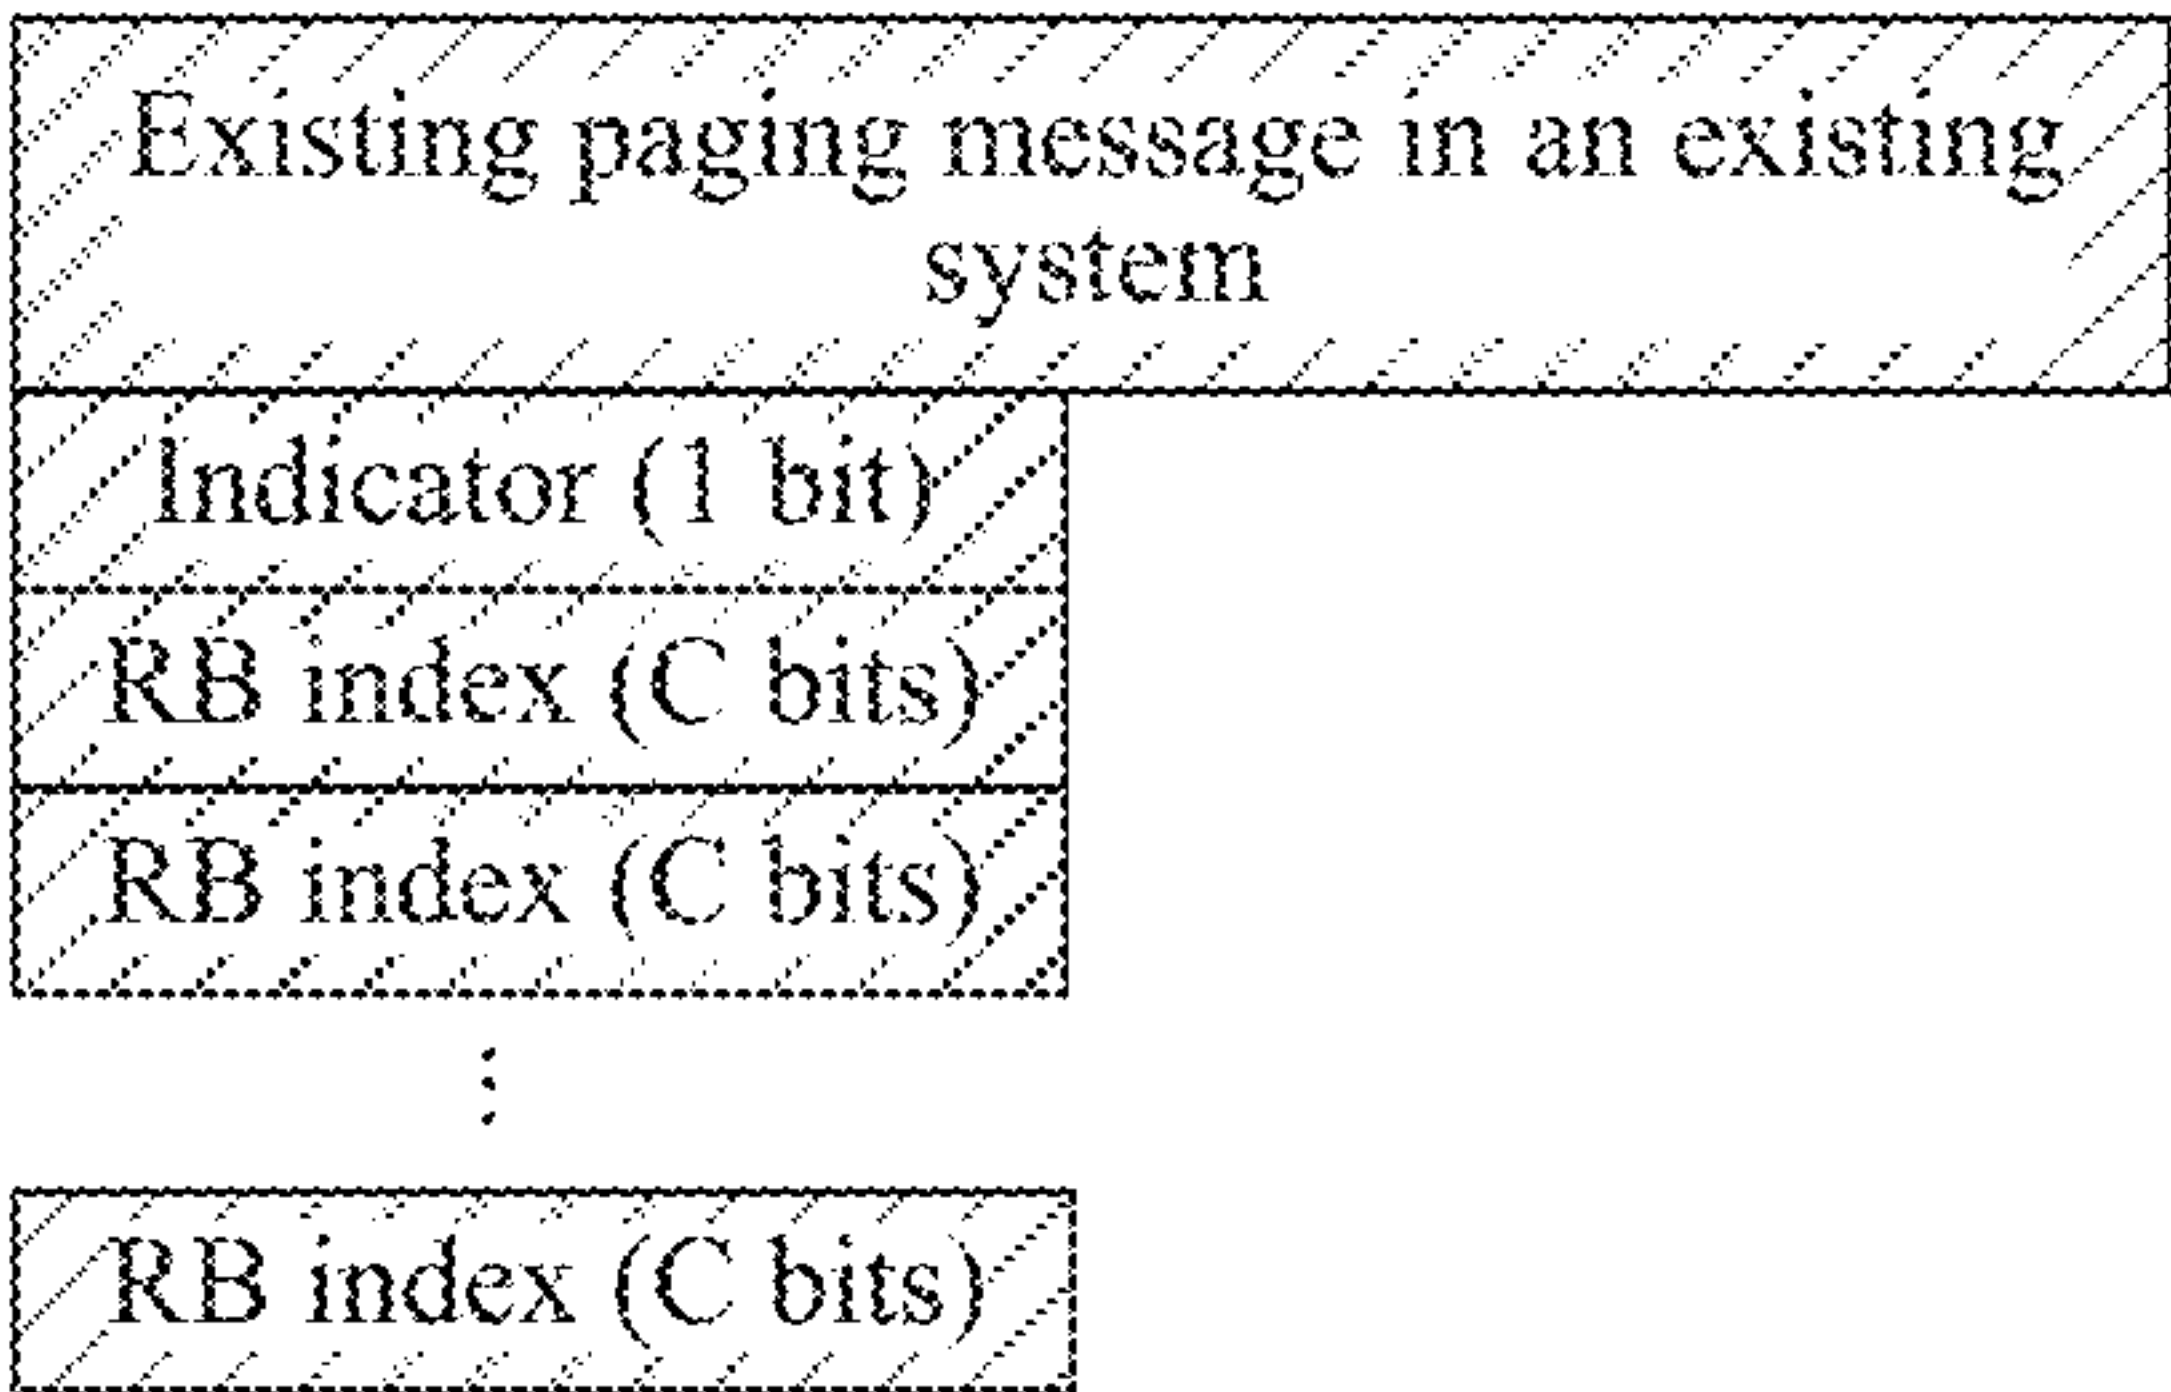 Existing paging message in an existing
system
Indicator (1 bit)
RB index (C bits)
RB index (C bits)
⋮
RB index (C bits)